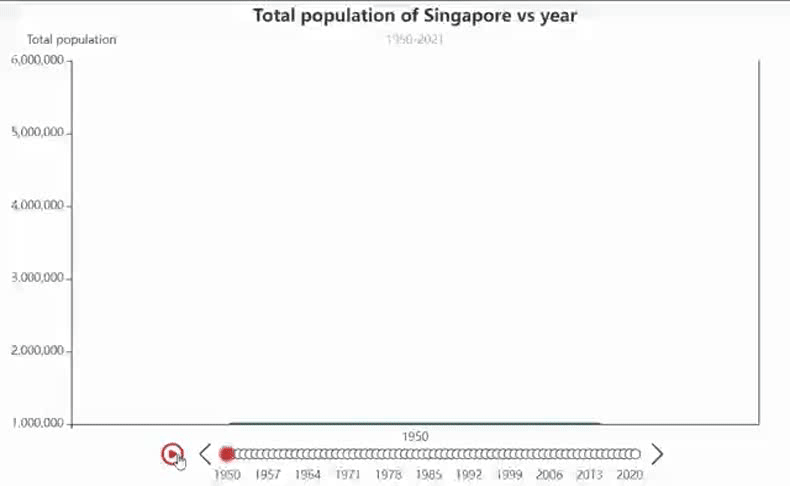 Total population of Singapore vs year
Total population
1950-2021
6,000,000
5,000,000
4,000,000
3,000,000
2,000,000
1,000,000
1950
1950 1957 1964 1971 1978 1985 1992 1999 2006 2013 2020